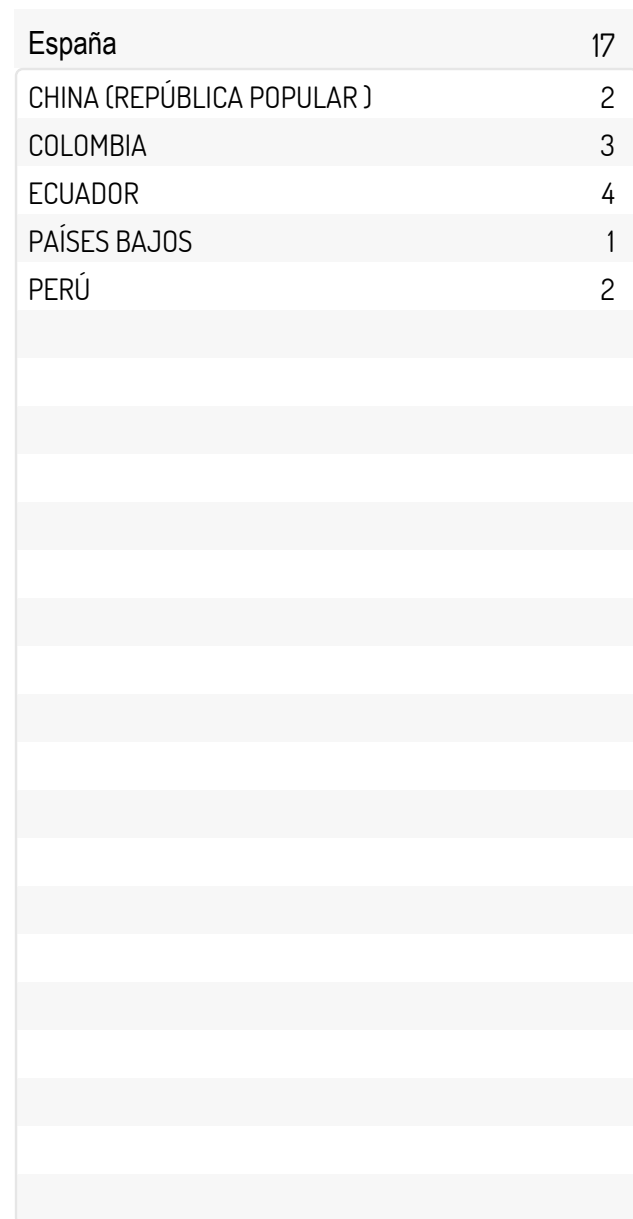 España 17
CHINA (REPÚBLICA POPULAR ) 2
COLOMBIA 3
ECUADOR 4
PAÍSES BAJOS 1
PERÚ 2